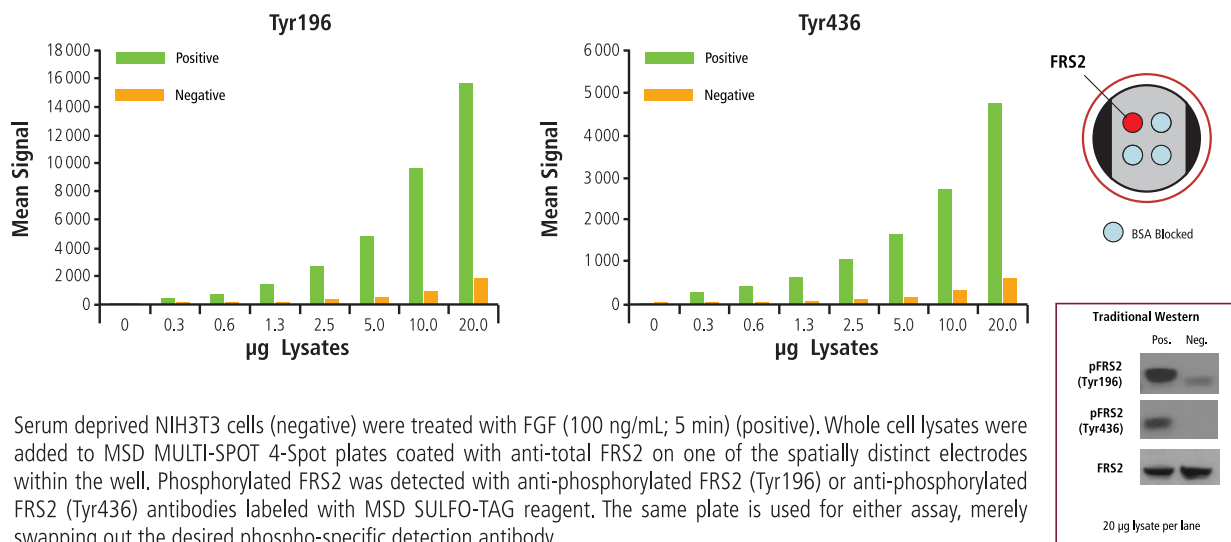 Tyr196
18 000
16 000
14 000
12 000
10 000
8 000
6 000
4 000
2 000
0
Mean Signal
Positive
Negative
0 0.3 0.6 1.3 2.5 5.0 10.0 20.0
µg Lysates
Tyr436
6 000
5 000
4 000
3 000
2 000
1 000
0
Mean Signal
Positive
Negative
0 0.3 0.6 1.3 2.5 5.0 10.0 20.0
µg Lysates
FRS2
BSA Blocked
Traditional Western
Pos. Neg.
pFRS2
(Tyr196)
pFRS2
(Tyr436)
FRS2
20 µg lysate per lane
Serum deprived NIH3T3 cells (negative) were treated with FGF (100 ng/mL; 5 min) (positive). Whole cell lysates were
added to MSD MULTI-SPOT 4-Spot plates coated with anti-total FRS2 on one of the spatially distinct electrodes
within the well. Phosphorylated FRS2 was detected with anti-phosphorylated FRS2 (Tyr196) or anti-phosphorylated
FRS2 (Tyr436) antibodies labeled with MSD SULFO-TAG reagent. The same plate is used for either assay, merely
swapping out the desired phospho-specific detection antibody.